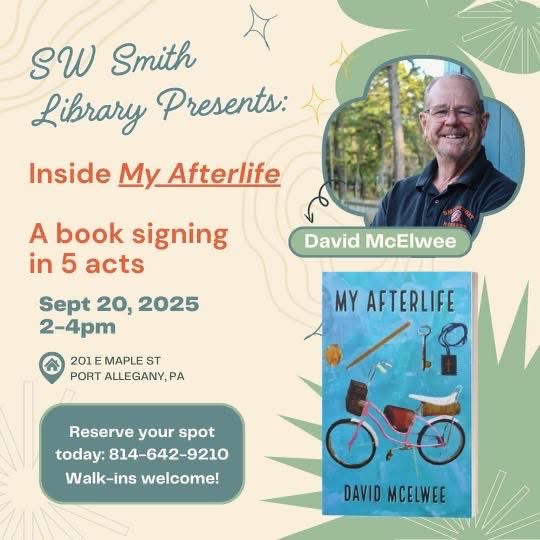 SW Smith
Library Presents:
Inside My Afterlife
A book signing
in 5 acts
Sept 20, 2025
2-4pm
201 E MAPLE ST
PORT ALLEGANY, PA
Reserve your spot
today: 814-642-9210
Walk-ins welcome!
David McElwee
MY AFTERLIFE
DAVID MCELWEE